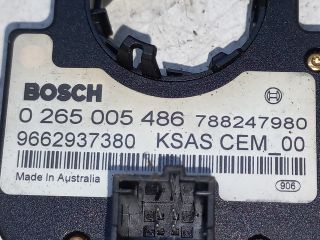 BOSCH
0 265 005 486 788247980
9662937380 KSAS CEM_00
Made in Australia
906